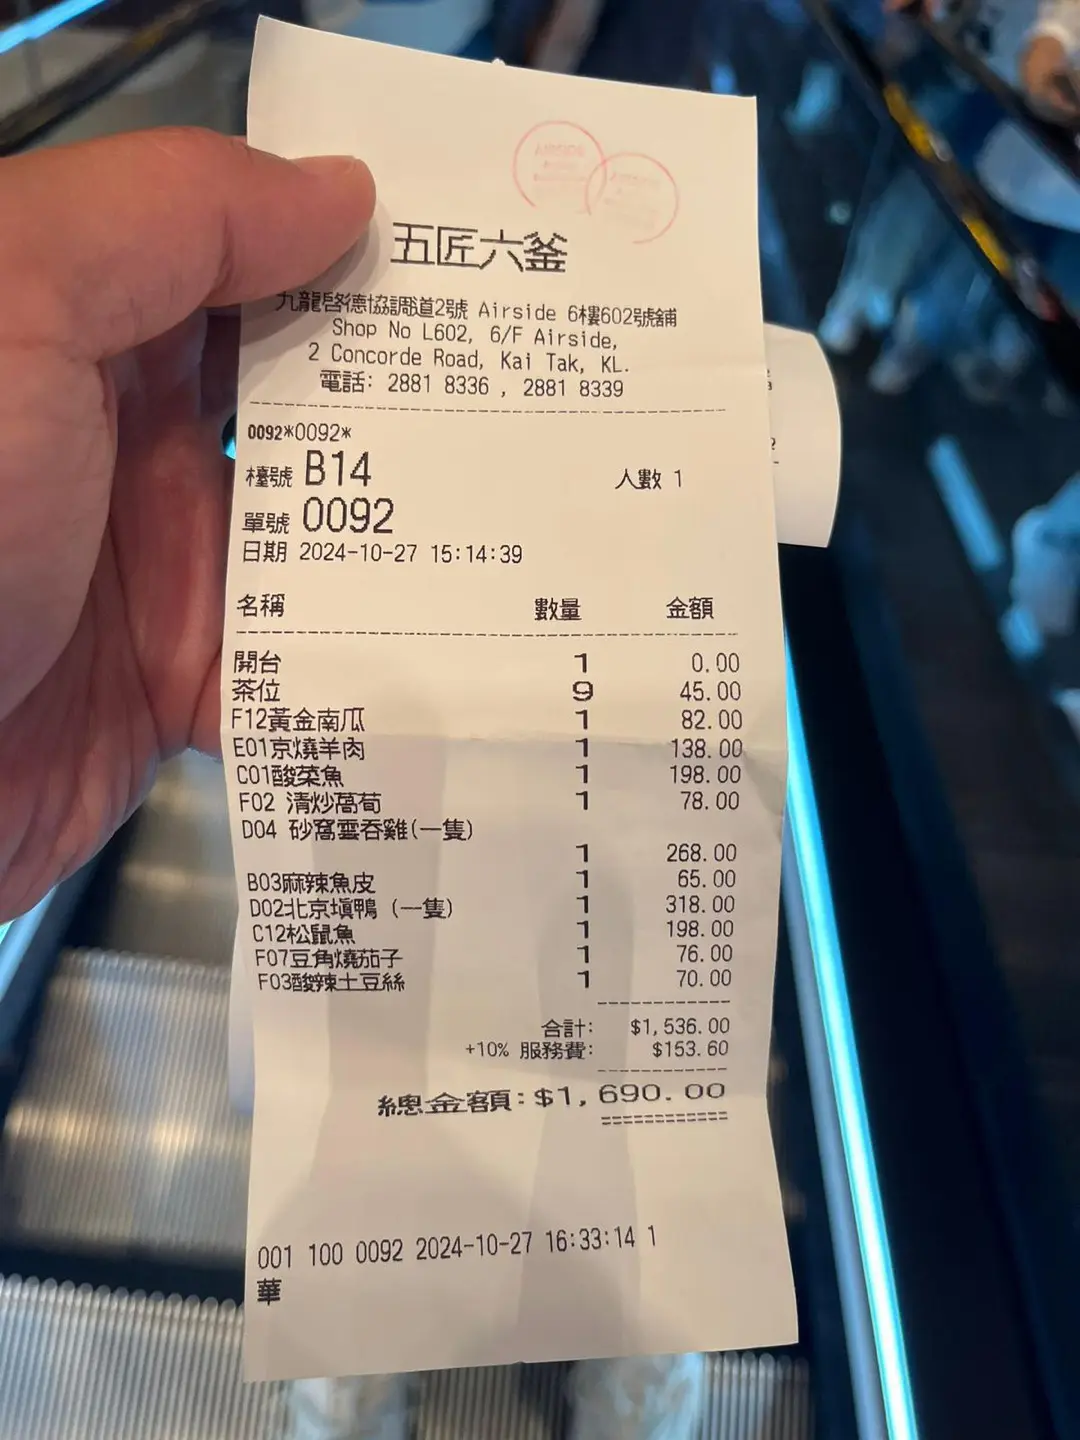 五匠六釜
九龍啓德協調道2號 Airside 6樓602號舖
Shop No L602, 6/F Airside,
2 Concorde Road, Kai Tak, KL.
電話: 2881 8336 , 2881 8339
0092*0092*
檯號 B14 人數 1
單號 0092
日期 2024-10-27 15:14:39
名稱 數量 金額
開台 1 0.00
茶位 9 45.00
F12黃金南瓜 1 82.00
E01京燒羊肉 1 138.00
C01酸菜魚 1 198.00
F02 清炒萵荀 1 78.00
D04 砂窩雲吞雞(一隻)
1 268.00
B03麻辣魚皮 1 65.00
D02北京填鴨 (一隻) 1 318.00
C12松鼠魚 1 198.00
F07豆角燒茄子 1 76.00
F03酸辣土豆絲 1 70.00
合計: $1,536.00
+10% 服務費: $153.60
總金額: $1,690.00
001 100 0092 2024-10-27 16:33:14 1
華